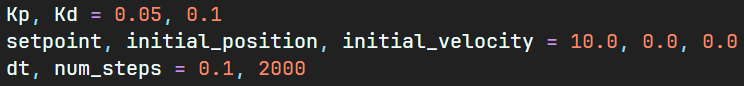 Kp, Kd = 0.05, 0.1
setpoint, initial_position, initial_velocity = 10.0, 0.0, 0.0
dt, num_steps = 0.1, 2000